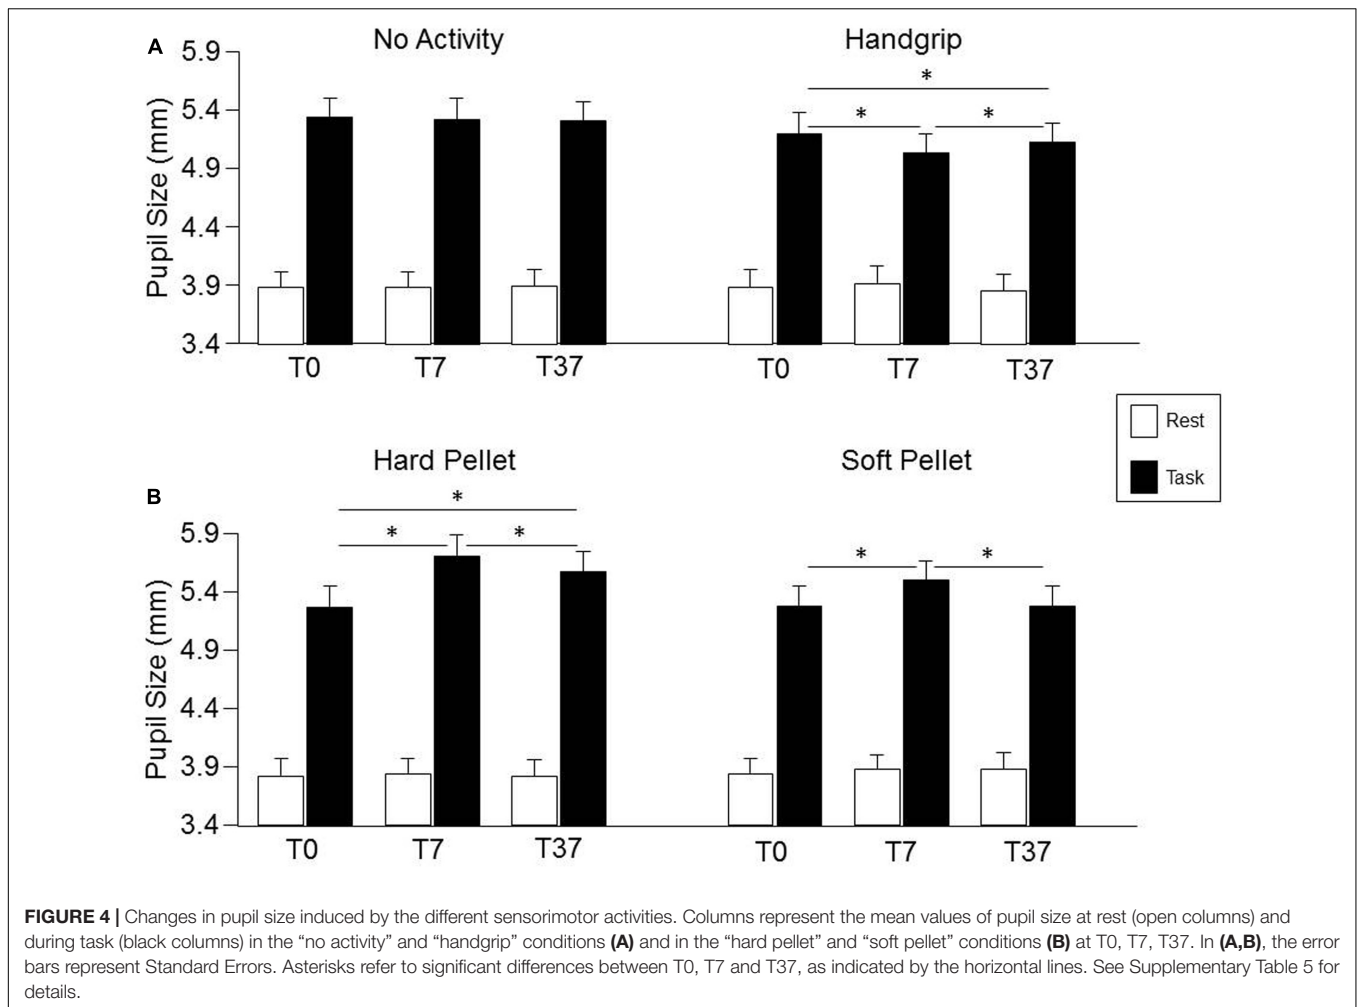 A
No Activity
Handgrip
Pupil Size (mm)
5.9
5.4
4.9
4.4
3.9
3.4
*
*
*
T0
T7
T37
T0
T7
T37
Rest
Task
B
Hard Pellet
Soft Pellet
Pupil Size (mm)
5.9
5.4
4.9
4.4
3.9
3.4
*
*
*
*
*
T0
T7
T37
T0
T7
T37
FIGURE 4 | Changes in pupil size induced by the different sensorimotor activities. Columns represent the mean values of pupil size at rest (open columns) and
during task (black columns) in the “no activity” and “handgrip” conditions (A) and in the “hard pellet” and “soft pellet” conditions (B) at T0, T7, T37. In (A,B), the error
bars represent Standard Errors. Asterisks refer to significant differences between T0, T7 and T37, as indicated by the horizontal lines. See Supplementary Table 5 for
details.